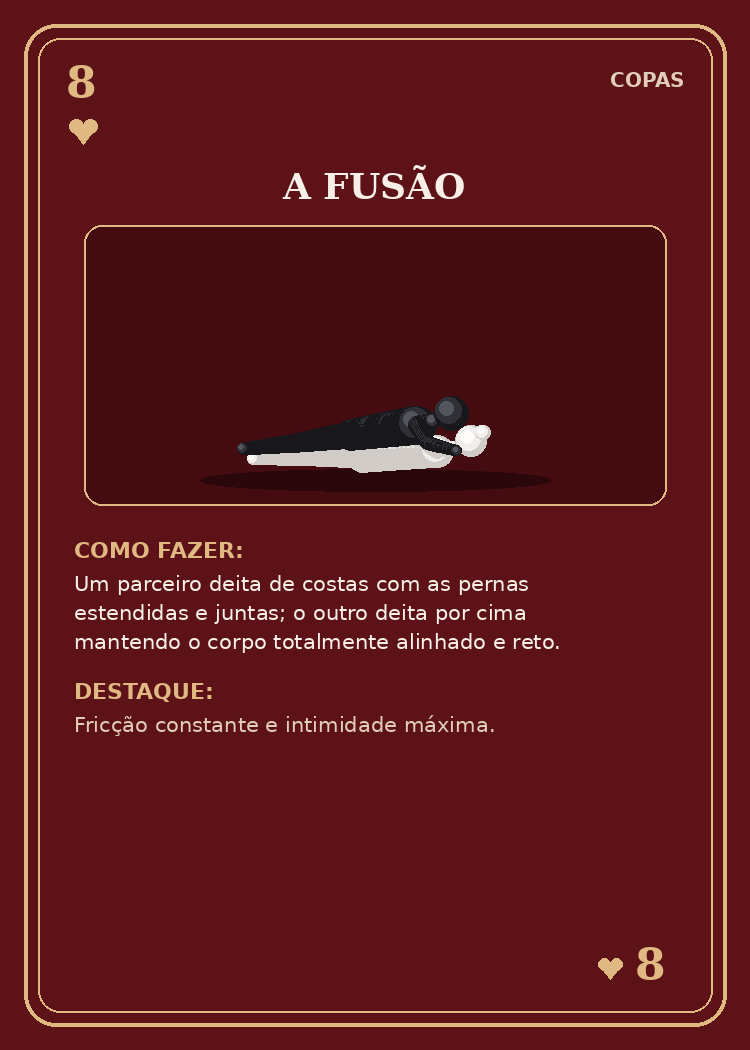 8
COPAS
A FUSÃO
COMO FAZER:
Um parceiro deita de costas com as pernas
estendidas e juntas; o outro deita por cima
mantendo o corpo totalmente alinhado e reto.
DESTAQUE:
Fricção constante e intimidade máxima.
8